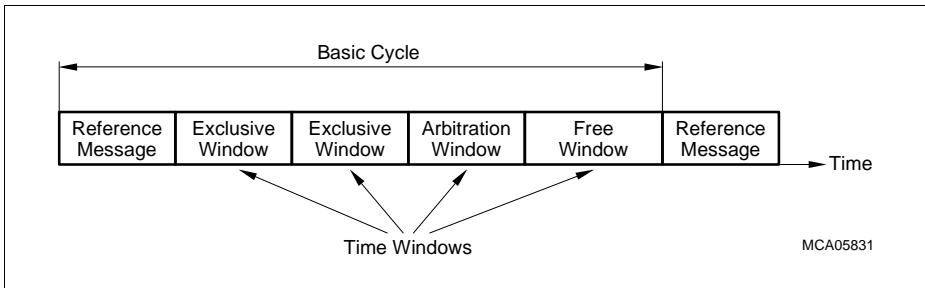 Basic Cycle
Reference Message
Exclusive Window
Exclusive Window
Arbitration Window
Free Window
Reference Message
Time
Time Windows
MCA05831